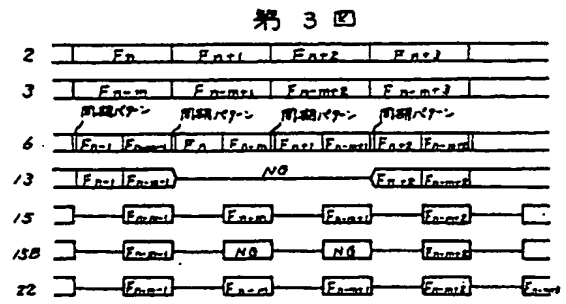 第 3 図
2 Fn Fn+1 Fn+2 Fn+3
3 Fn-m Fn-m+1 Fn-m+2 Fn-m+3
同期パターン 同期パターン 同期パターン 同期パターン
6 Fn-1 Fn-m-1 Fn Fn-m Fn+1 Fn-m+1 Fn+2 Fn-m+2
13 Fn-1 Fn-m-1 NG Fn+2 Fn-m+2
15 Fn-m-1 Fn-m Fn-m+1 Fn-m+2
15B Fn-m-1 NG NG Fn-m+2
22 Fn-m-1 Fn-m Fn-m+1 Fn-m+2